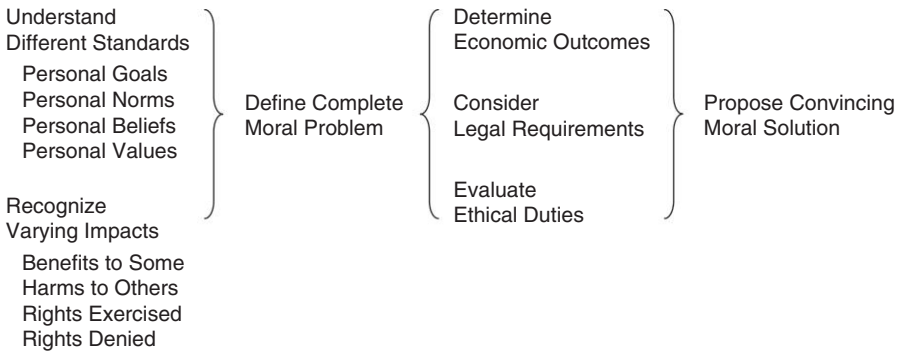 Understand
Different Standards
Personal Goals
Personal Norms
Personal Beliefs
Personal Values
Recognize
Varying Impacts
Benefits to Some
Harms to Others
Rights Exercised
Rights Denied
Define Complete
Moral Problem
Determine
Economic Outcomes
Consider
Legal Requirements
Evaluate
Ethical Duties
Propose Convincing
Moral Solution